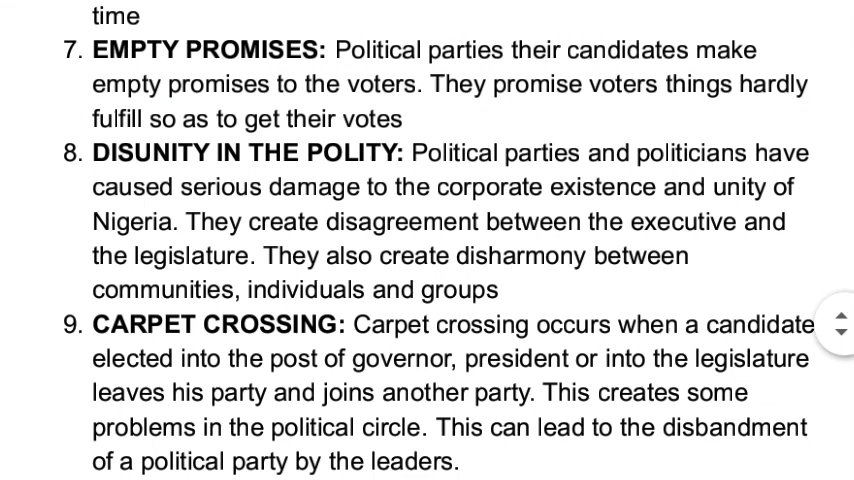 time
7. EMPTY PROMISES: Political parties their candidates make
empty promises to the voters. They promise voters things hardly
fulfill so as to get their votes
8. DISUNITY IN THE POLITY: Political parties and politicians have
caused serious damage to the corporate existence and unity of
Nigeria. They create disagreement between the executive and
the legislature. They also create disharmony between
communities, individuals and groups
9. CARPET CROSSING: Carpet crossing occurs when a candidate
elected into the post of governor, president or into the legislature
leaves his party and joins another party. This creates some
problems in the political circle. This can lead to the disbandment
of a political party by the leaders.